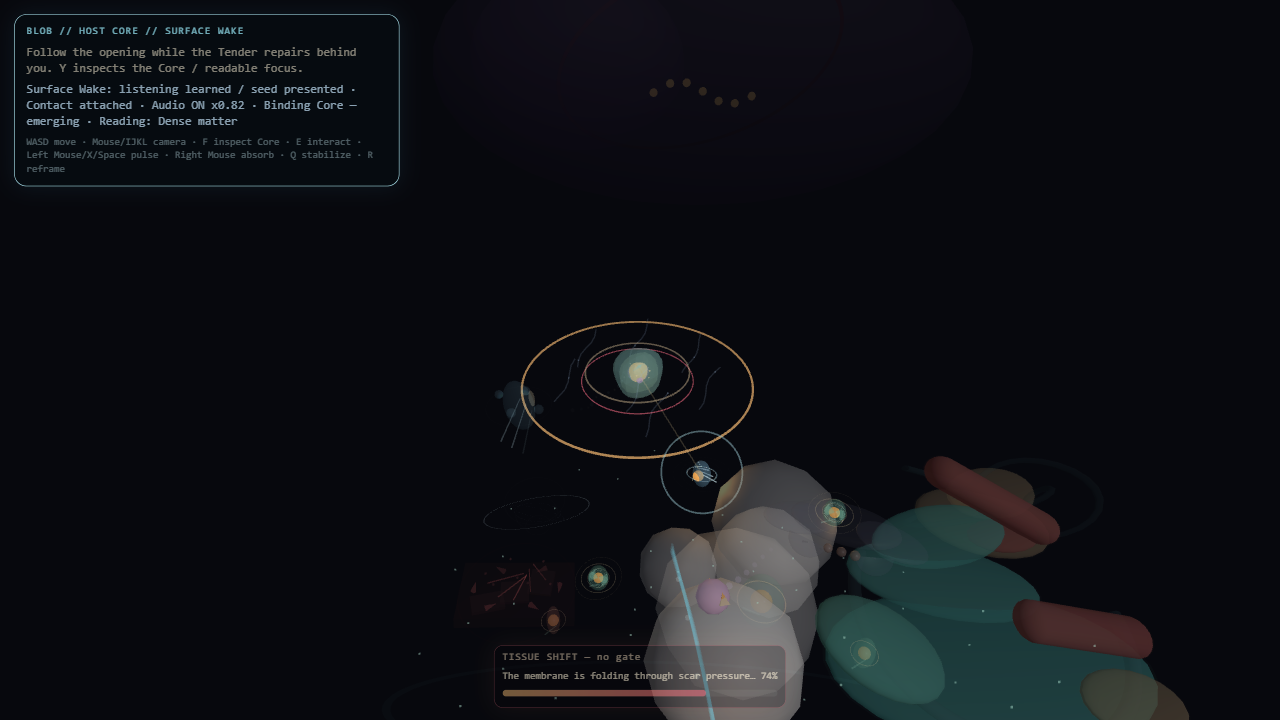 BLOB // HOST CORE // SURFACE WAKE
Follow the opening while the Tender repairs behind
you. Y inspects the Core / readable focus.
Surface Wake: listening learned / seed presented ·
Contact attached · Audio ON x0.82 · Binding Core —
emerging · Reading: Dense matter
WASD move · Mouse/IJKL camera · F inspect Core · E interact ·
Left Mouse/X/Space pulse · Right Mouse absorb · Q stabilize · R
reframe
TISSUE SHIFT — no gate
The membrane is folding through scar pressure… 74%